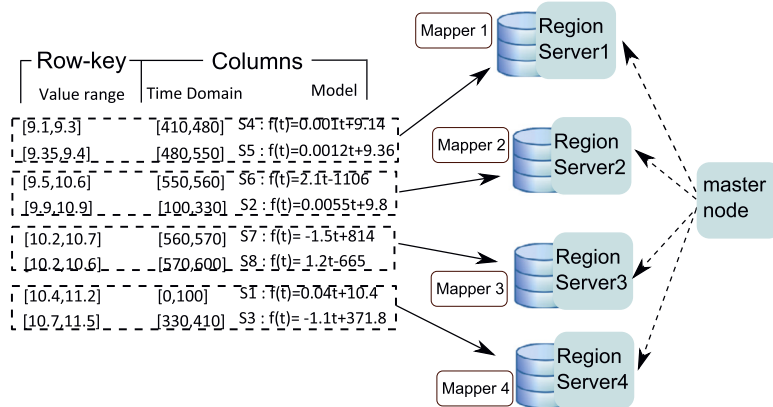 Row-key Columns
Value range Time Domain Model
[9.1,9.3] [410,480] S4 : f(t)=0.001t+9.14
[9.35,9.4] [480,550] S5 : f(t)=0.0012t+9.36
[9.5,10.6] [550,560] S6 : f(t)=2.1t-1106
[9.9,10.9] [100,330] S2 : f(t)=0.0055t+9.8
[10.2,10.7] [560,570] S7 : f(t)= -1.5t+814
[10.2,10.6] [570,600] S8 : f(t)= 1.2t-665
[10.4,11.2] [0,100] S1 : f(t)=0.04t+10.4
[10.7,11.5] [330,410] S3 : f(t)= -1.1t+371.8
Mapper 1
Region
Server1
Mapper 2
Region
Server2
Mapper 3
Region
Server3
Mapper 4
Region
Server4
master
node